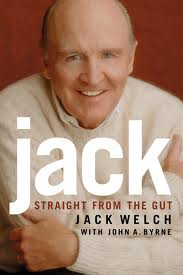 jack
STRAIGHT FROM THE GUT
JACK WELCH
WITH JOHN A. BYRNE